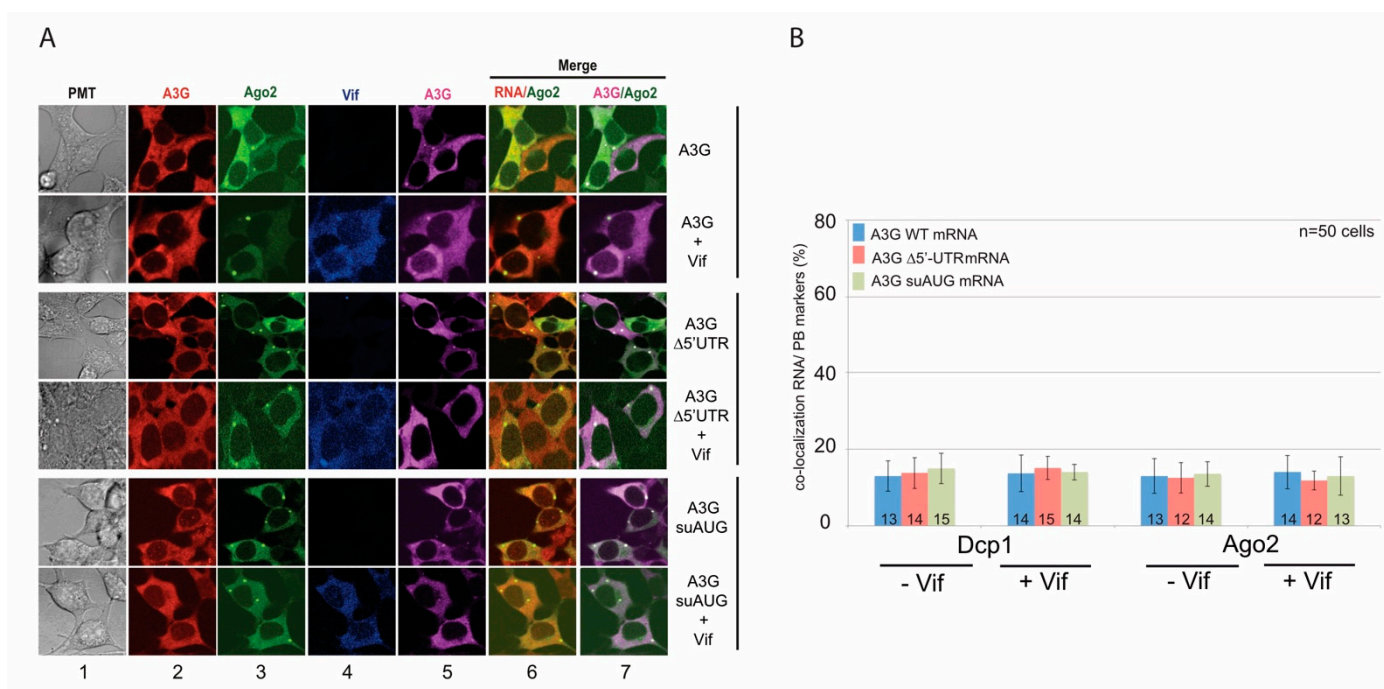 A
Merge
PMT A3G Ago2 Vif A3G RNA/Ago2 A3G/Ago2
A3G
A3G
+
Vif
A3G
Δ5'UTR
A3G
Δ5'UTR
+
Vif
A3G
suAUG
A3G
suAUG
+
Vif
1 2 3 4 5 6 7
B
co-localization RNA/ PB markers (%)
80
60
40
20
0
A3G WT mRNA
A3G Δ5'-UTRmRNA
A3G suAUG mRNA
n=50 cells
13 14 15 14 15 14 13 12 14 14 12 13
Dcp1 Ago2
- Vif + Vif - Vif + Vif